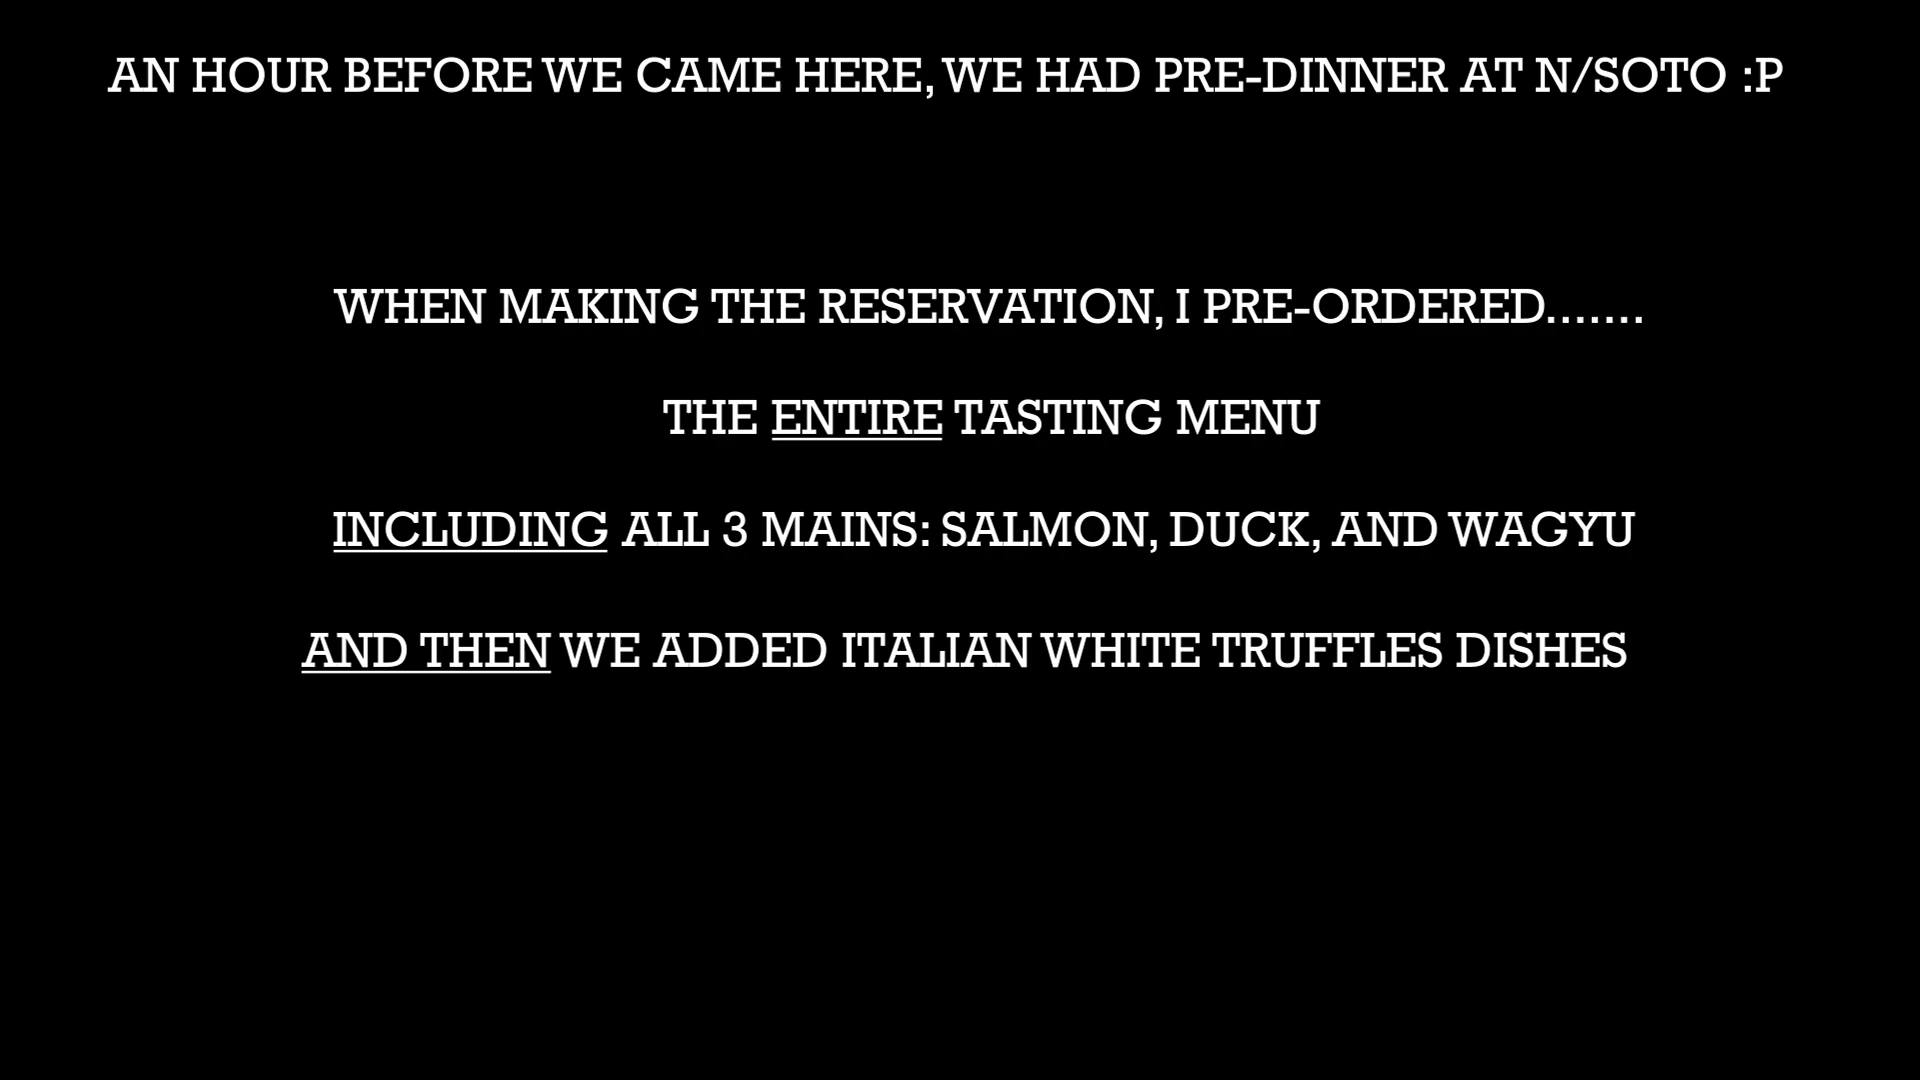 AN HOUR BEFORE WE CAME HERE, WE HAD PRE-DINNER AT N/SOTO :P
WHEN MAKING THE RESERVATION, I PRE-ORDERED.......
THE ENTIRE TASTING MENU
INCLUDING ALL 3 MAINS: SALMON, DUCK, AND WAGYU
AND THEN WE ADDED ITALIAN WHITE TRUFFLES DISHES